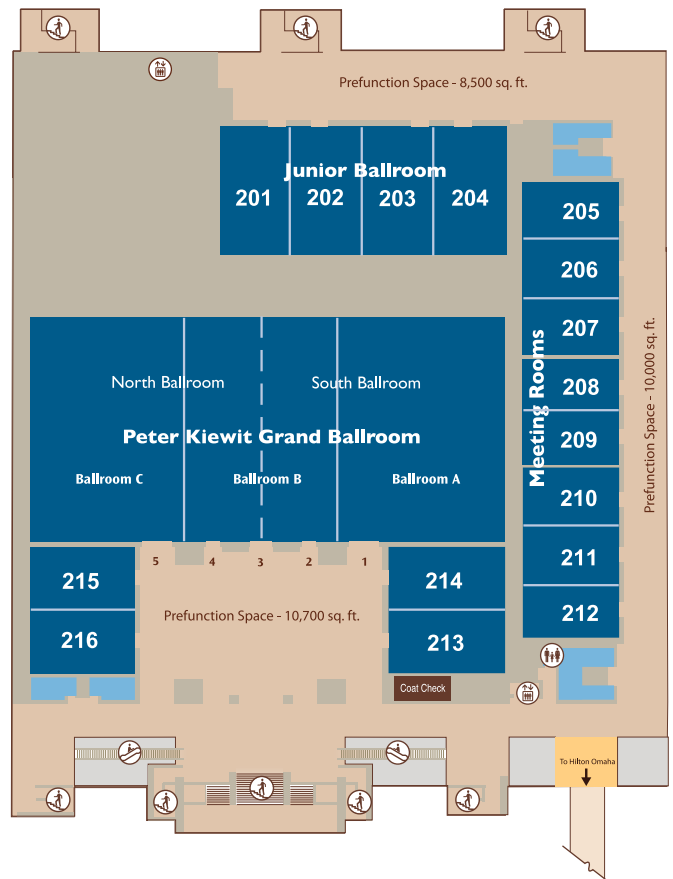 Prefunction Space - 8,500 sq. ft.
Junior Ballroom
201
202
203
204
205
206
207
208
209
210
211
212
Meeting Rooms
Prefunction Space - 10,000 sq. ft.
North Ballroom
South Ballroom
Peter Kiewit Grand Ballroom
Ballroom C
Ballroom B
Ballroom A
5
4
3
2
1
215
216
214
213
Prefunction Space - 10,700 sq. ft.
Coat Check
To Hilton Omaha